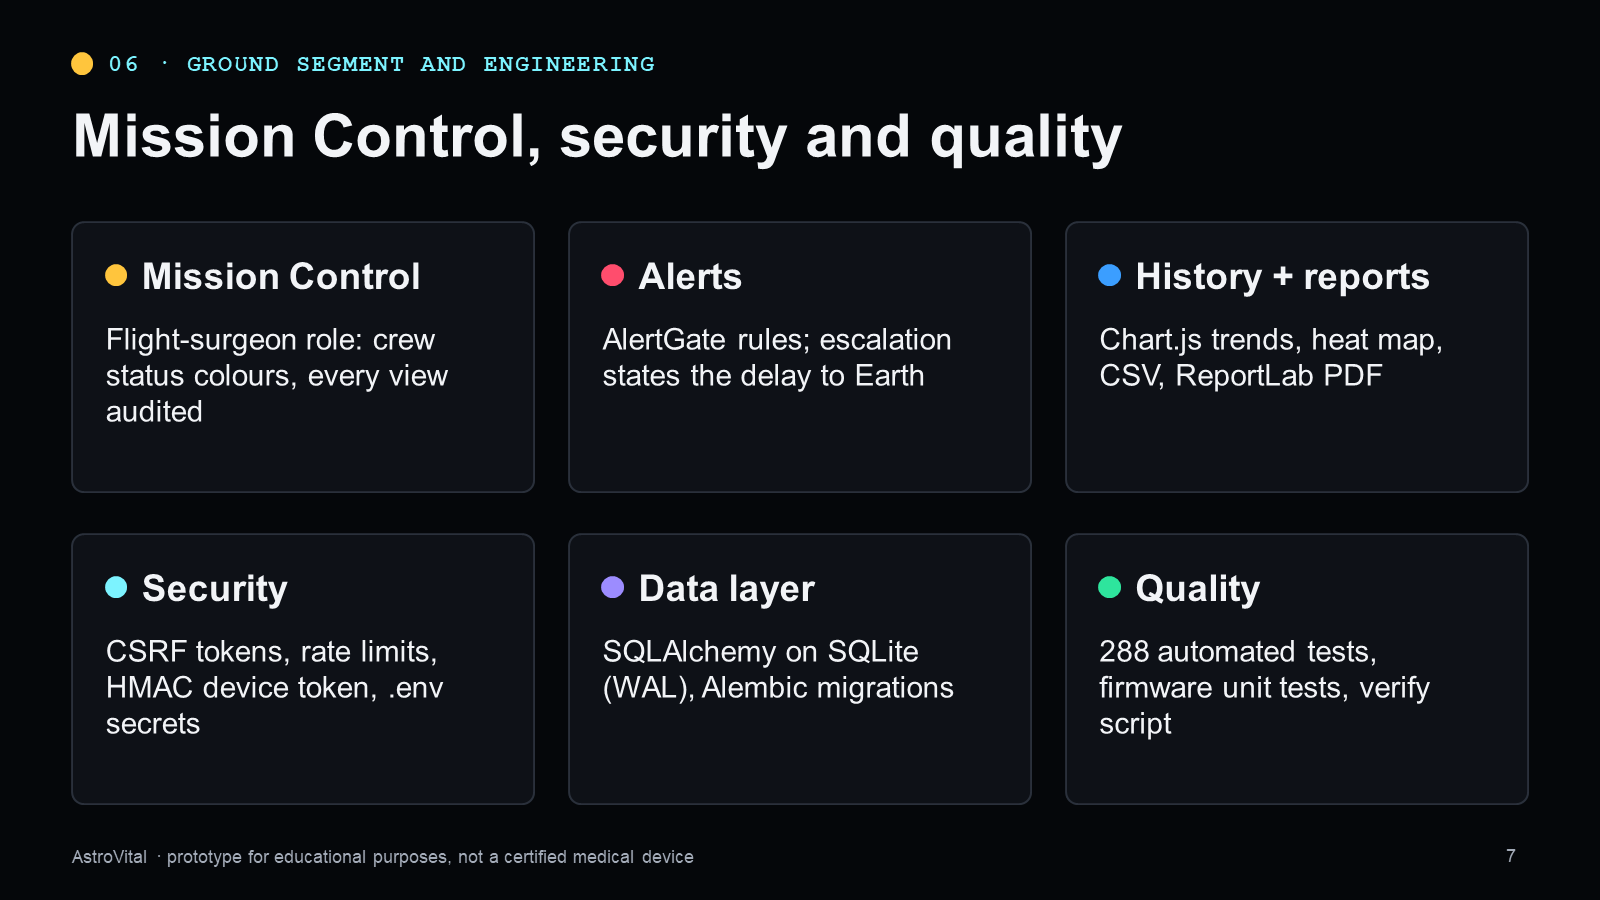 06 · GROUND SEGMENT AND ENGINEERING
Mission Control, security and quality
Mission Control
Flight-surgeon role: crew
status colours, every view
audited
Alerts
AlertGate rules; escalation
states the delay to Earth
History + reports
Chart.js trends, heat map,
CSV, ReportLab PDF
Security
CSRF tokens, rate limits,
HMAC device token, .env
secrets
Data layer
SQLAlchemy on SQLite
(WAL), Alembic migrations
Quality
288 automated tests,
firmware unit tests, verify
script
AstroVital · prototype for educational purposes, not a certified medical device
7